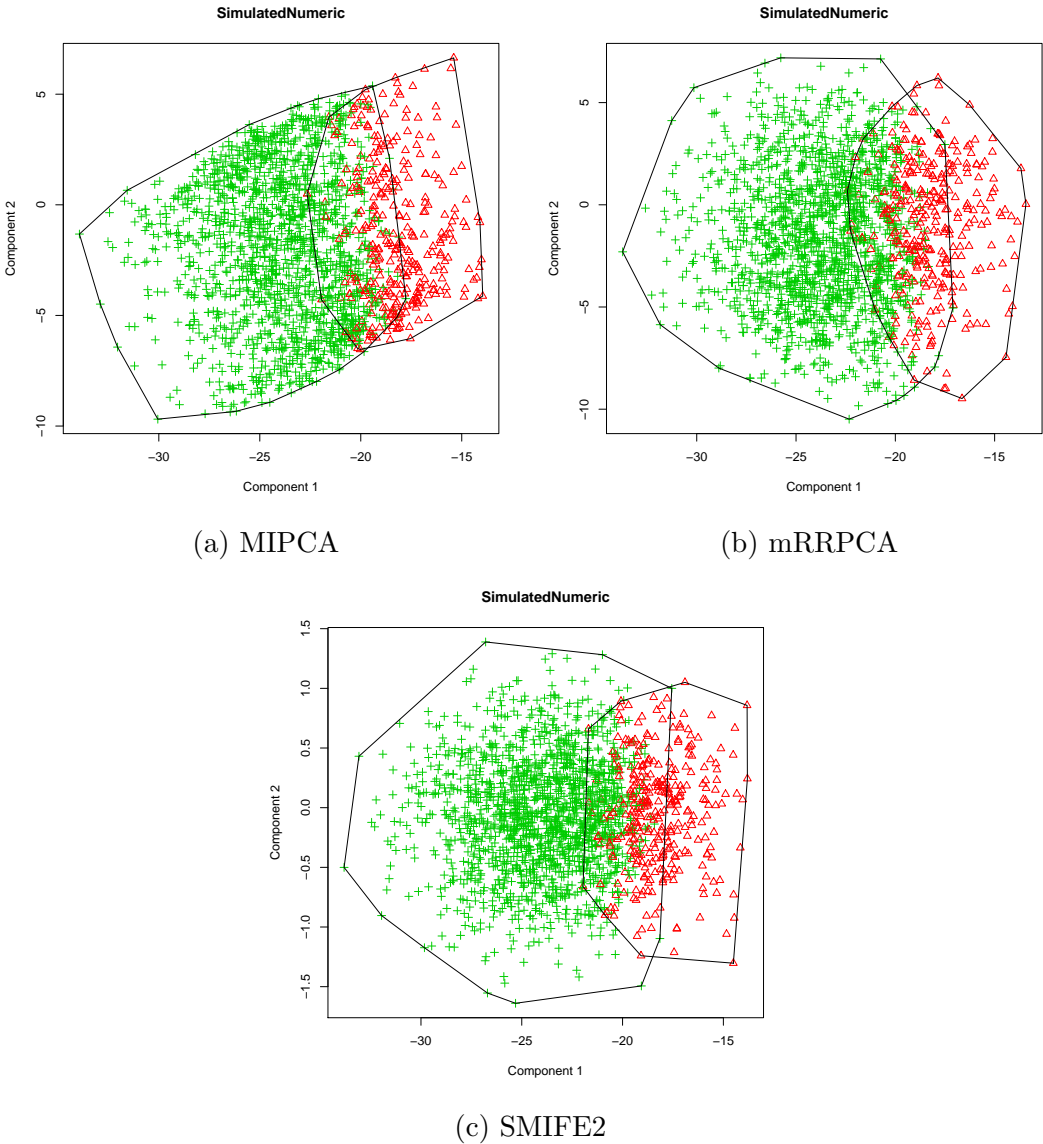 SimulatedNumeric
5
0
−5
−10
Component 2
−30 −25 −20 −15
Component 1
(a) MIPCA
SimulatedNumeric
5
0
−5
−10
Component 2
−30 −25 −20 −15
Component 1
(b) mRRPCA
SimulatedNumeric
1.5
1.0
0.5
0.0
−0.5
−1.0
−1.5
Component 2
−30 −25 −20 −15
Component 1
(c) SMIFE2